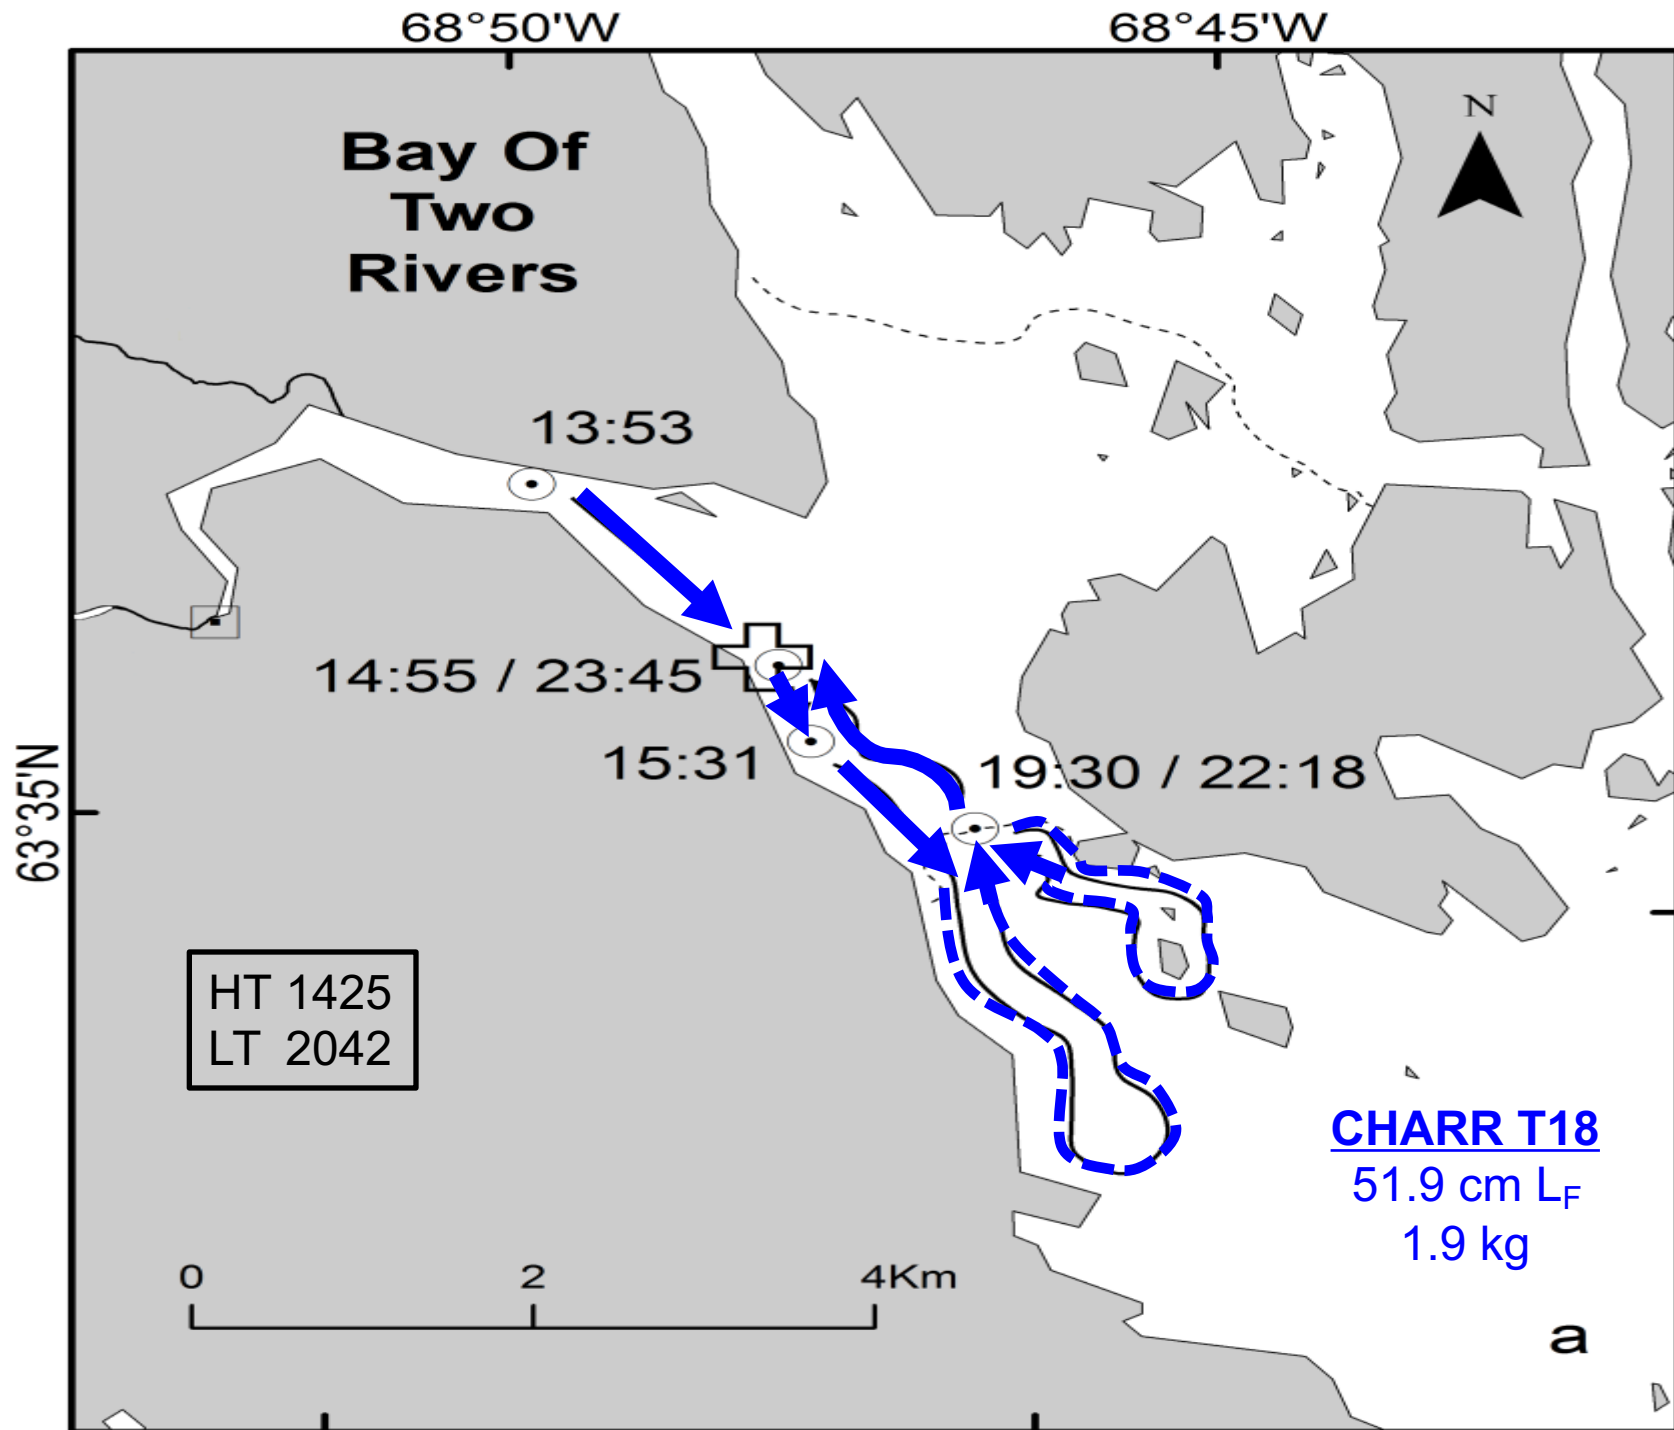 68°50'W
68°45'W
N
Bay Of
Two
Rivers
13:53
14:55 / 23:45
15:31
19:30 / 22:18
63°35'N
HT 1425
LT 2042
CHARR T18
51.9 cm LF
1.9 kg
0 2 4Km
a